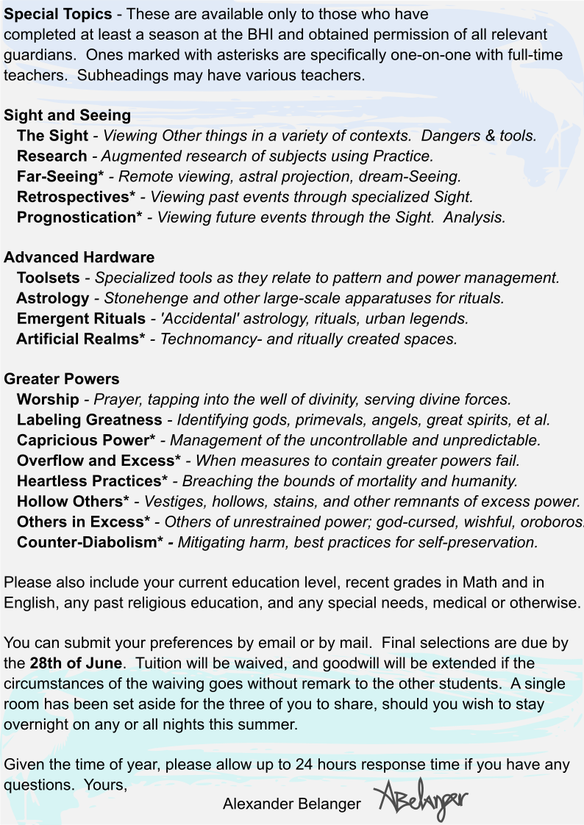 Special Topics - These are available only to those who have
completed at least a season at the BHI and obtained permission of all relevant
guardians.  Ones marked with asterisks are specifically one-on-one with full-time
teachers.  Subheadings may have various teachers.
Sight and Seeing
The Sight - Viewing Other things in a variety of contexts.  Dangers & tools.
Research - Augmented research of subjects using Practice.
Far-Seeing* - Remote viewing, astral projection, dream-Seeing.
Retrospectives* - Viewing past events through specialized Sight.
Prognostication* - Viewing future events through the Sight.  Analysis.
Advanced Hardware
Toolsets - Specialized tools as they relate to pattern and power management.
Astrology - Stonehenge and other large-scale apparatuses for rituals.
Emergent Rituals - 'Accidental' astrology, rituals, urban legends.
Artificial Realms* - Technomancy- and ritually created spaces.
Greater Powers
Worship - Prayer, tapping into the well of divinity, serving divine forces.
Labeling Greatness - Identifying gods, primevals, angels, great spirits, et al.
Capricious Power* - Management of the uncontrollable and unpredictable.
Overflow and Excess* - When measures to contain greater powers fail.
Heartless Practices* - Breaching the bounds of mortality and humanity.
Hollow Others* - Vestiges, hollows, stains, and other remnants of excess power.
Others in Excess* - Others of unrestrained power; god-cursed, wishful, oroboros.
Counter-Diabolism* - Mitigating harm, best practices for self-preservation.
Please also include your current education level, recent grades in Math and in
English, any past religious education, and any special needs, medical or otherwise.
You can submit your preferences by email or by mail.  Final selections are due by
the 28th of June.  Tuition will be waived, and goodwill will be extended if the
circumstances of the waiving goes without remark to the other students.  A single
room has been set aside for the three of you to share, should you wish to stay
overnight on any or all nights this summer.
Given the time of year, please allow up to 24 hours response time if you have any
questions.  Yours,
Alexander Belanger ABelanger